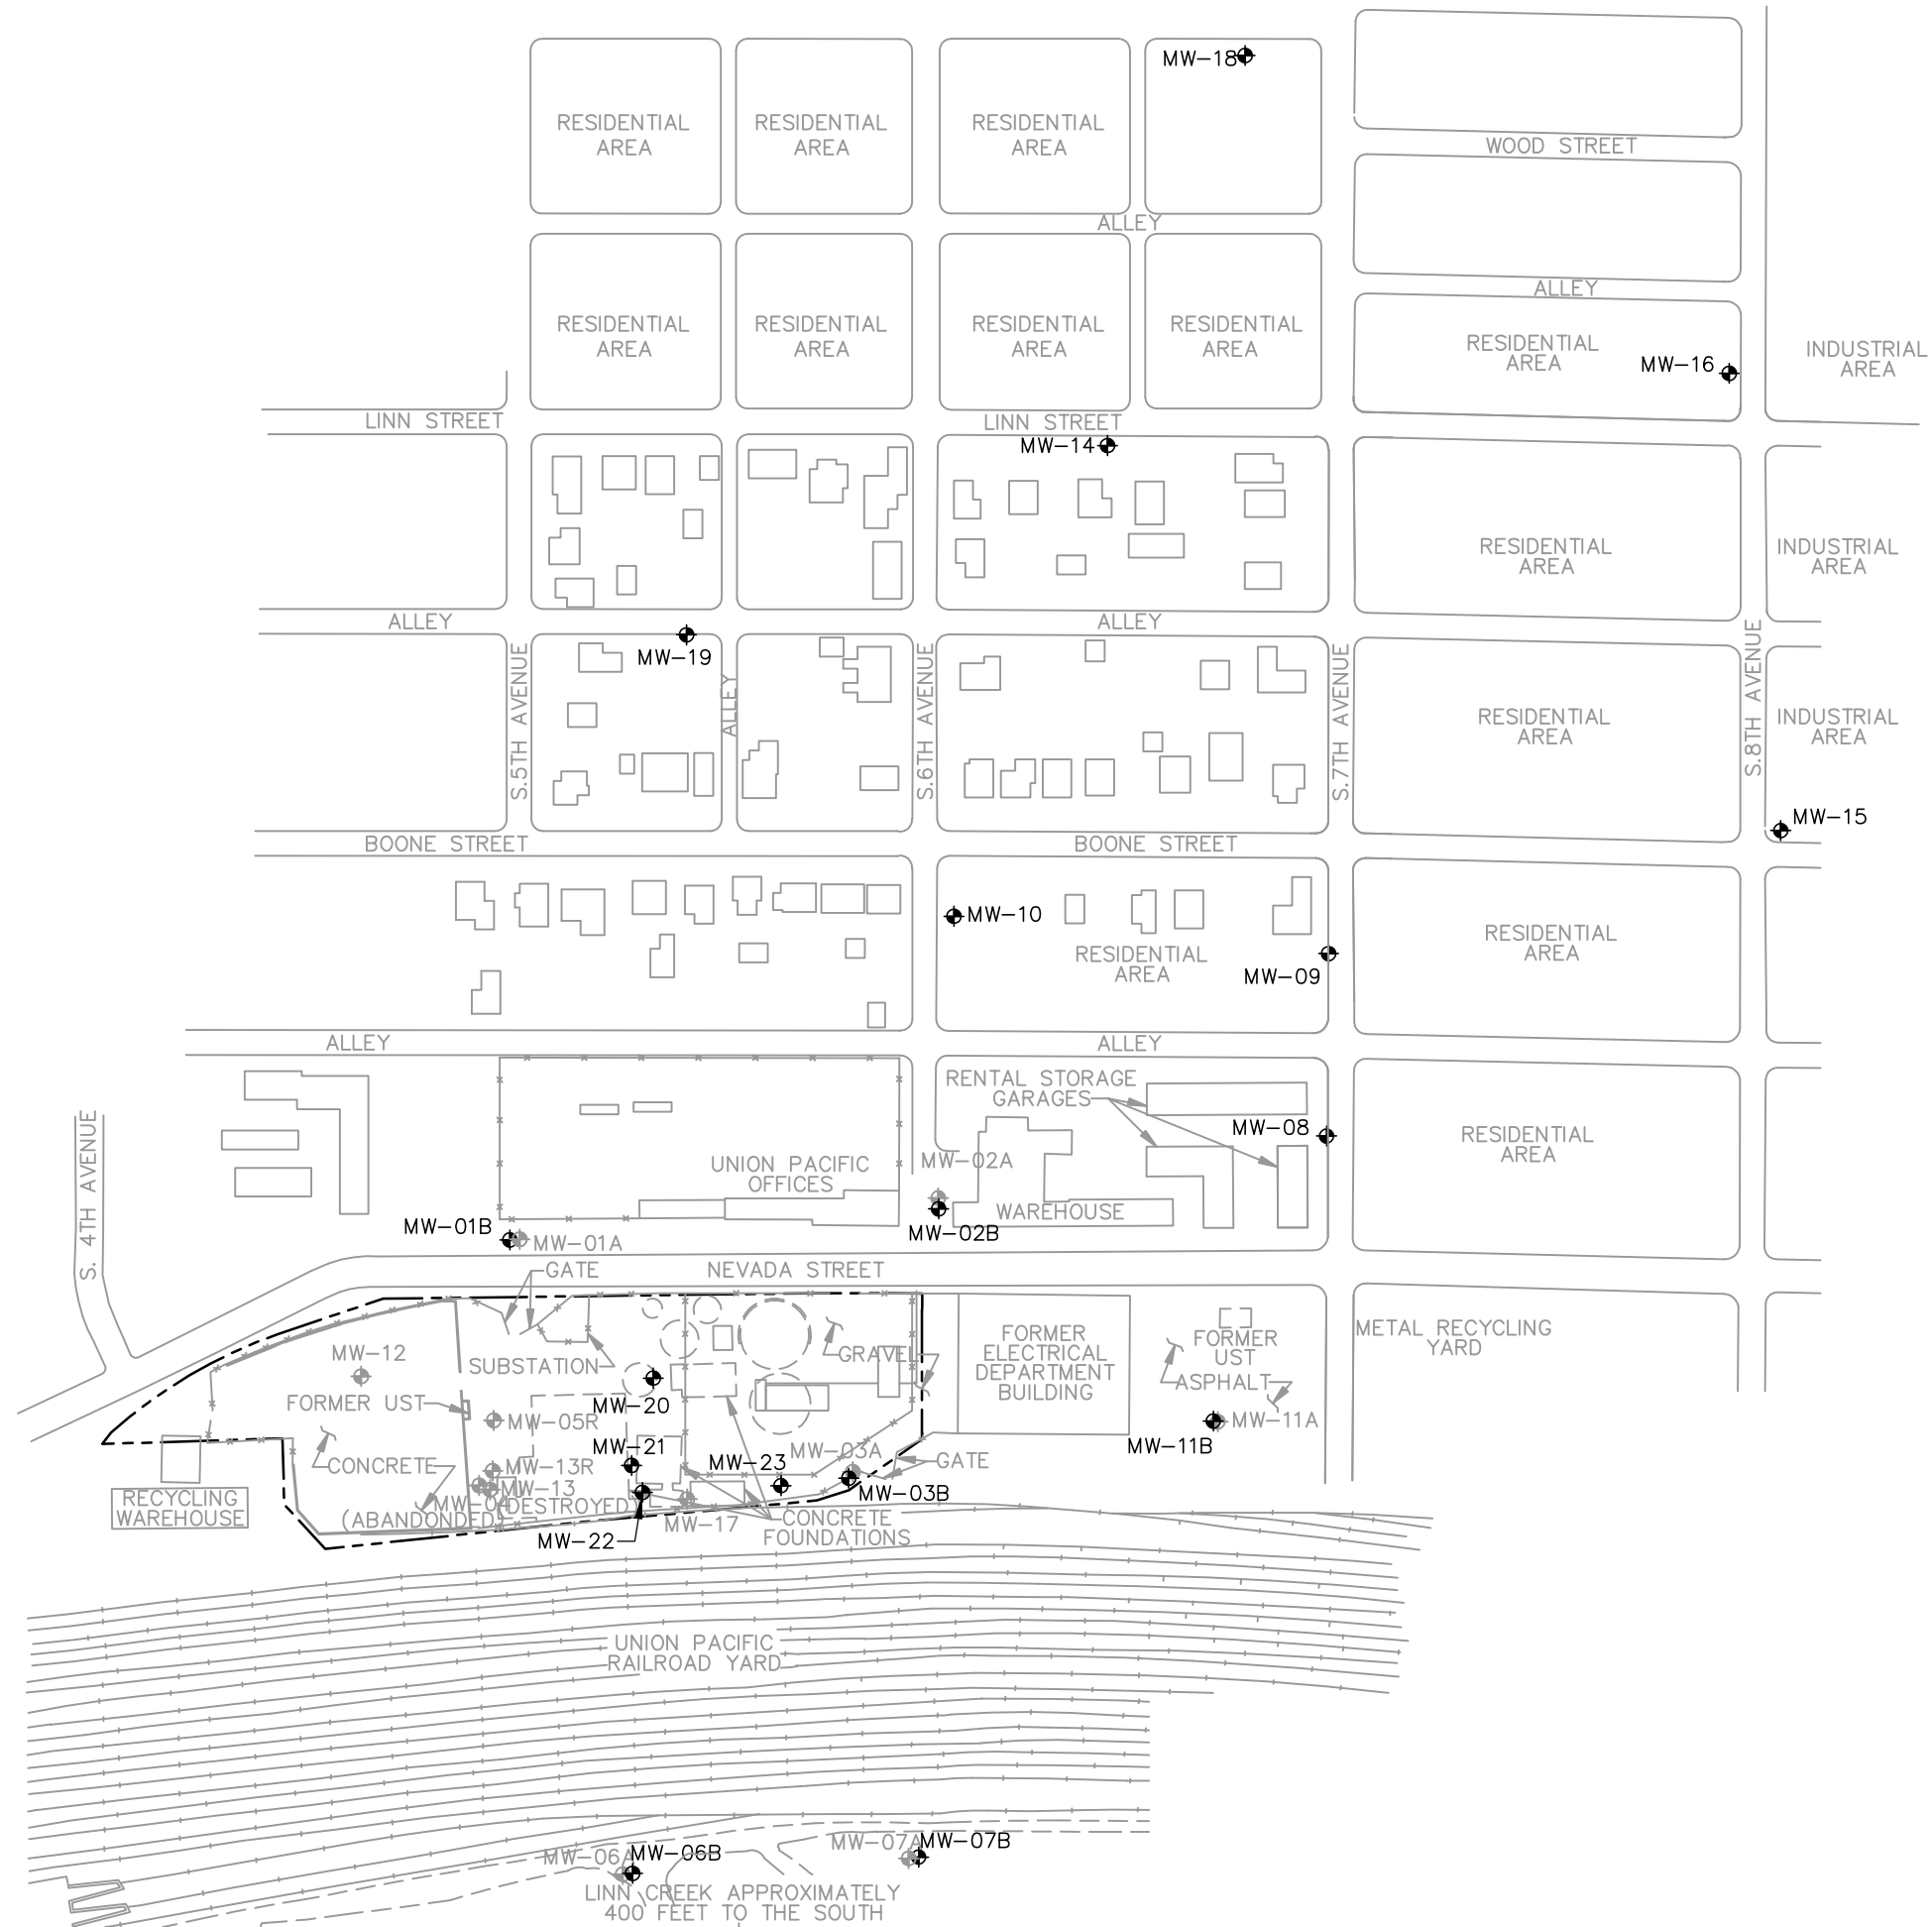 MW-18
RESIDENTIAL
AREA
RESIDENTIAL
AREA
RESIDENTIAL
AREA
WOOD STREET
ALLEY
ALLEY
RESIDENTIAL
AREA
RESIDENTIAL
AREA
RESIDENTIAL
AREA
RESIDENTIAL
AREA
RESIDENTIAL
AREA
MW-16
INDUSTRIAL
AREA
LINN STREET
LINN STREET
MW-14
RESIDENTIAL
AREA
INDUSTRIAL
AREA
ALLEY
ALLEY
MW-19
S.5TH AVENUE
ALLEY
S.6TH AVENUE
S.7TH AVENUE
RESIDENTIAL
AREA
S.8TH AVENUE
INDUSTRIAL
AREA
MW-15
BOONE STREET
BOONE STREET
MW-10
RESIDENTIAL
AREA
MW-09
RESIDENTIAL
AREA
ALLEY
ALLEY
RENTAL STORAGE
GARAGES
MW-08
RESIDENTIAL
AREA
S. 4TH AVENUE
UNION PACIFIC
OFFICES
MW-02A
WAREHOUSE
MW-02B
MW-01B
MW-01A
GATE
NEVADA STREET
MW-12
SUBSTATION
GRAVEL
FORMER
ELECTRICAL
DEPARTMENT
BUILDING
FORMER
UST
ASPHALT
METAL RECYCLING
YARD
FORMER UST
MW-20
MW-05R
MW-11A
MW-11B
MW-21
MW-03A
CONCRETE
MW-13R
MW-23
GATE
MW-13
(DESTROYED)
MW-04
(ABANDONED)
MW-03B
RECYCLING
WAREHOUSE
MW-17
CONCRETE
FOUNDATIONS
MW-22
UNION PACIFIC
RAILROAD YARD
MW-07A
MW-07B
MW-06A
MW-06B
LINN CREEK APPROXIMATELY
400 FEET TO THE SOUTH